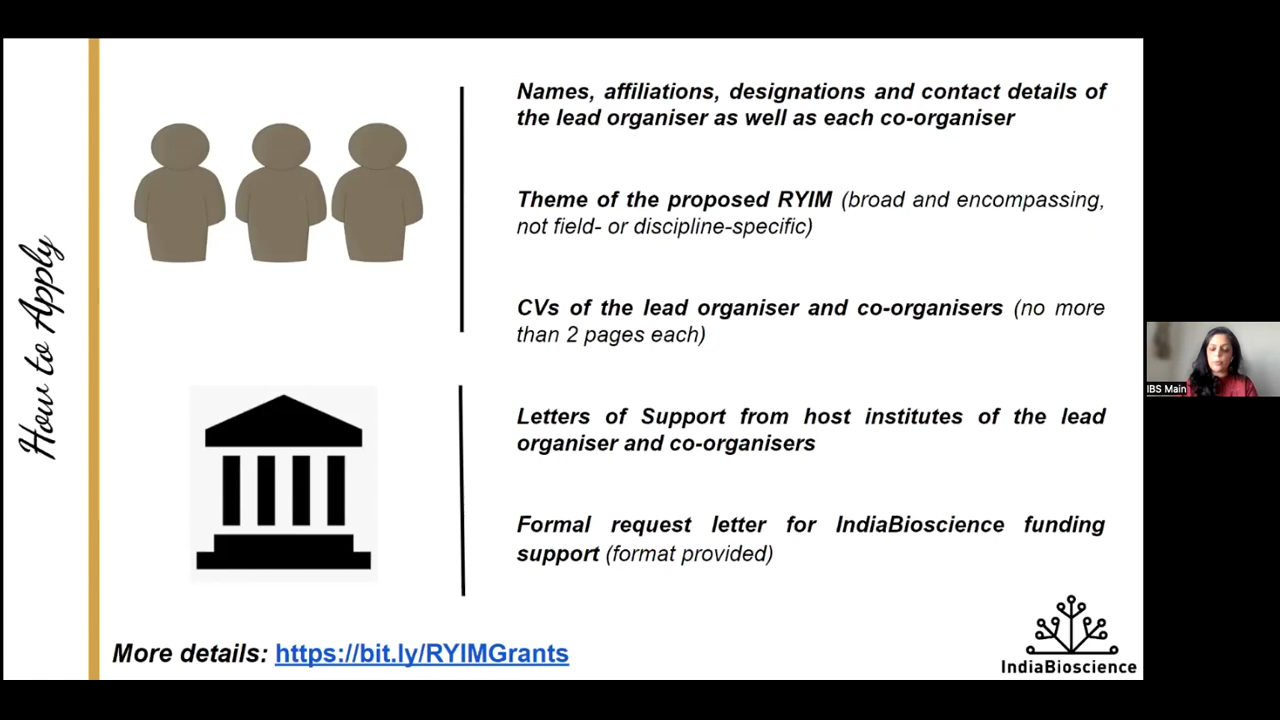 How to Apply
Names, affiliations, designations and contact details of
the lead organiser as well as each co-organiser
Theme of the proposed RYIM (broad and encompassing,
not field- or discipline-specific)
CVs of the lead organiser and co-organisers (no more
than 2 pages each)
Letters of Support from host institutes of the lead
organiser and co-organisers
Formal request letter for IndiaBioscience funding
support (format provided)
More details: https://bit.ly/RYIMGrants
IndiaBioscience
IBS Main